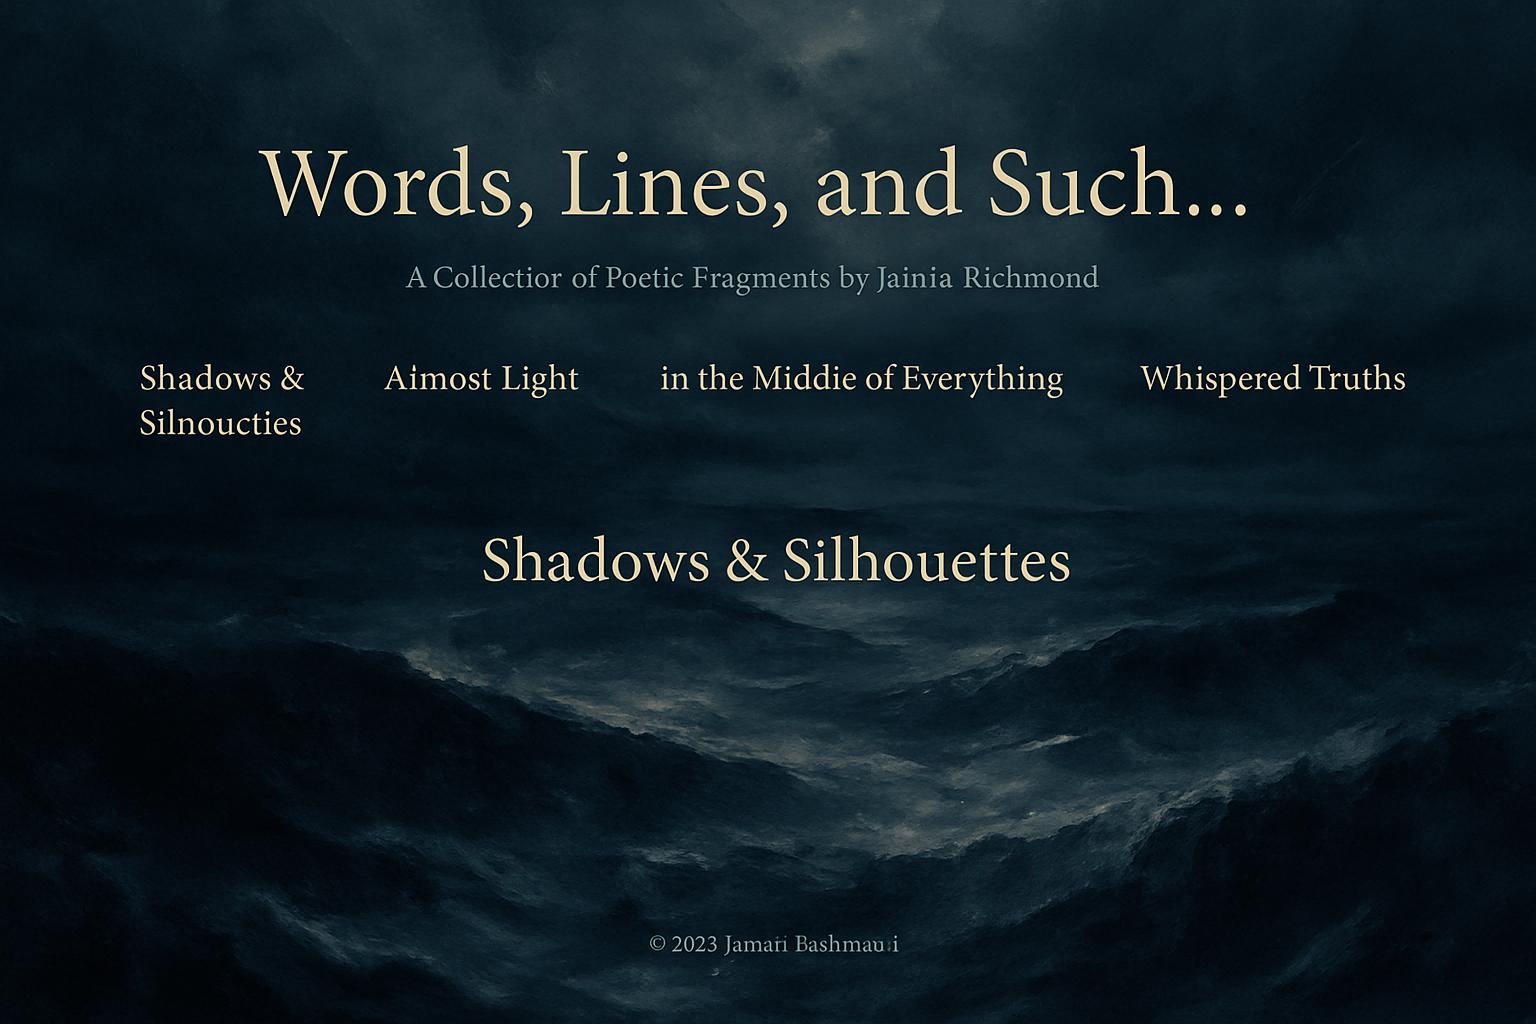 Words, Lines, and Such...
A Collectior of Poetic Fragments by Jainia Richmond
Shadows & Aimost Light in the Middie of Everything Whispered Truths
Silnoucties
Shadows & Silhouettes
© 2023 Jamari